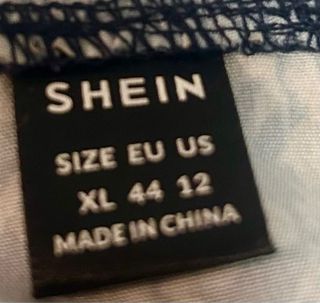 SHEIN
SIZE EU US
XL 44 12
MADE IN CHINA